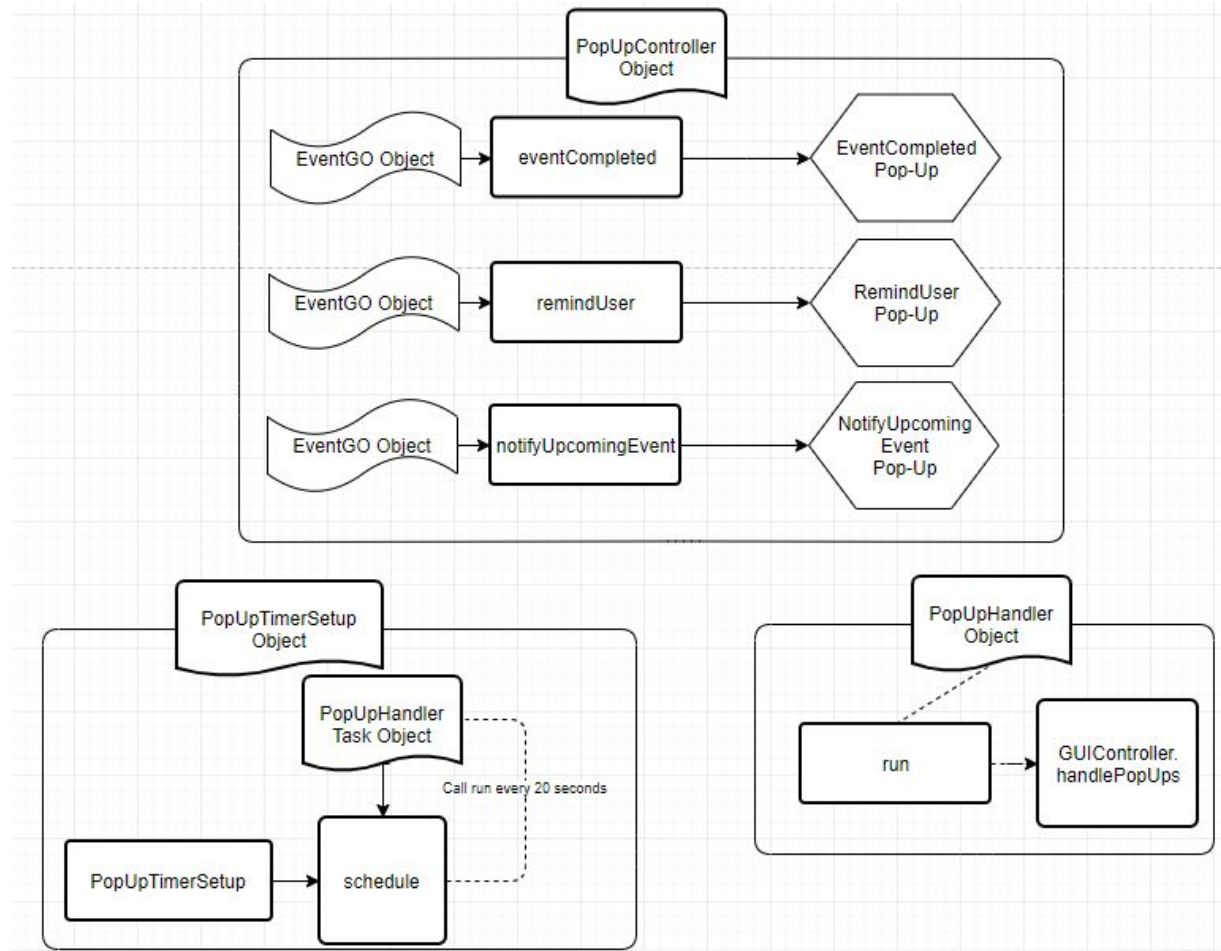 PopUpController
Object
EventGO Object
eventCompleted
EventCompleted
Pop-Up
EventGO Object
remindUser
RemindUser
Pop-Up
EventGO Object
notifyUpcomingEvent
NotifyUpcoming
Event
Pop-Up
PopUpTimerSetup
Object
PopUpHandler
Task Object
Call run every 20 seconds
PopUpTimerSetup
schedule
PopUpHandler
Object
run
GUIController.
handlePopUps